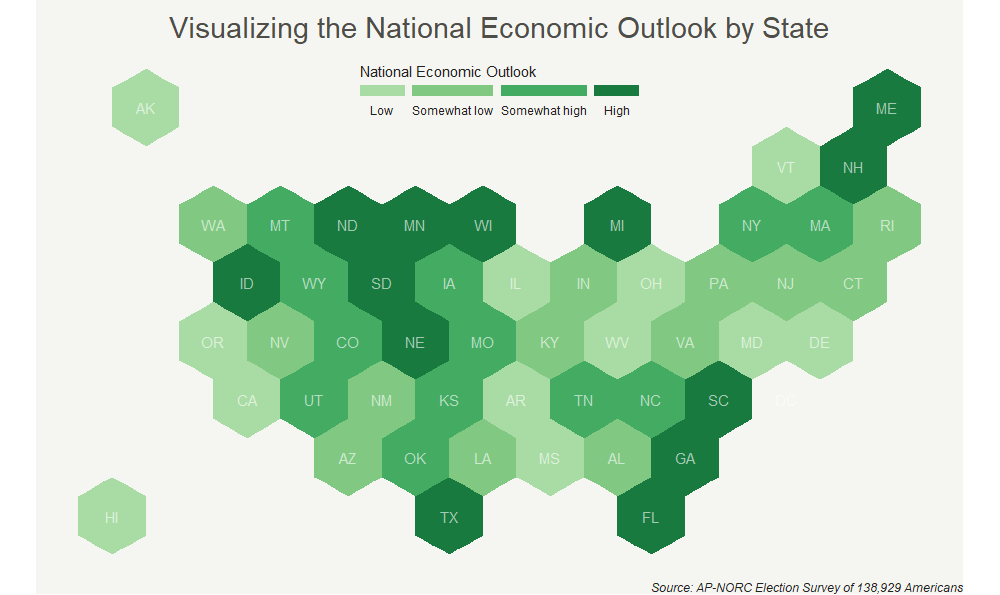 Visualizing the National Economic Outlook by State
National Economic Outlook
Low Somewhat low Somewhat high High
AK ME
VT NH
WA MT ND MN WI MI NY MA RI
ID WY SD IA IL IN OH PA NJ CT
OR NV CO NE MO KY WV VA MD DE
CA UT NM KS AR TN NC SC DC
AZ OK LA MS AL GA
HI TX FL
Source: AP-NORC Election Survey of 138,929 Americans